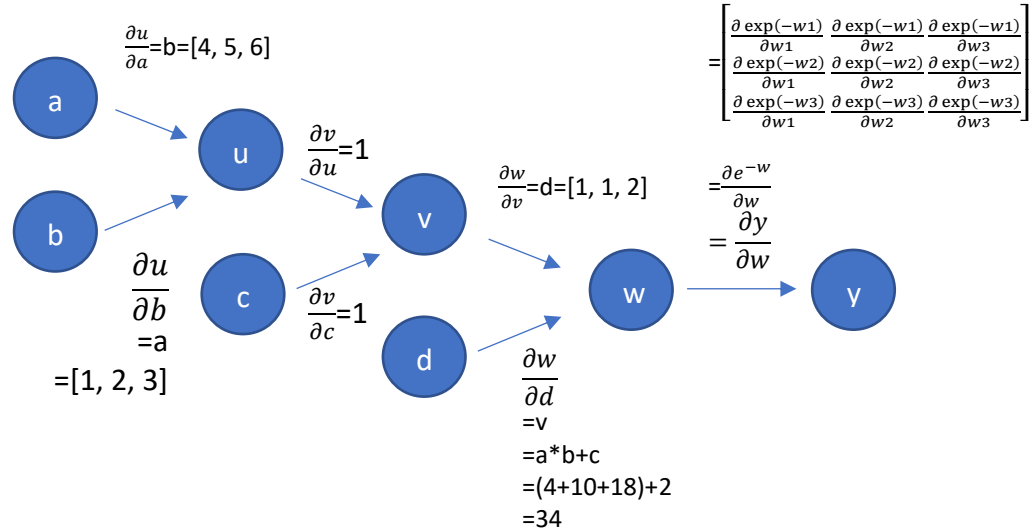 ∂u/∂a=b=[4, 5, 6]
=[∂ exp(−w1)/∂w1 ∂ exp(−w1)/∂w2 ∂ exp(−w1)/∂w3
∂ exp(−w2)/∂w1 ∂ exp(−w2)/∂w2 ∂ exp(−w2)/∂w3
∂ exp(−w3)/∂w1 ∂ exp(−w3)/∂w2 ∂ exp(−w3)/∂w3]
a
u
∂v/∂u=1
b
v
∂w/∂v=d=[1, 1, 2]
=∂e^−w/∂w
= ∂y/∂w
∂u/∂b
=a
=[1, 2, 3]
c
∂v/∂c=1
w
y
d
∂w/∂d
=v
=a*b+c
=(4+10+18)+2
=34